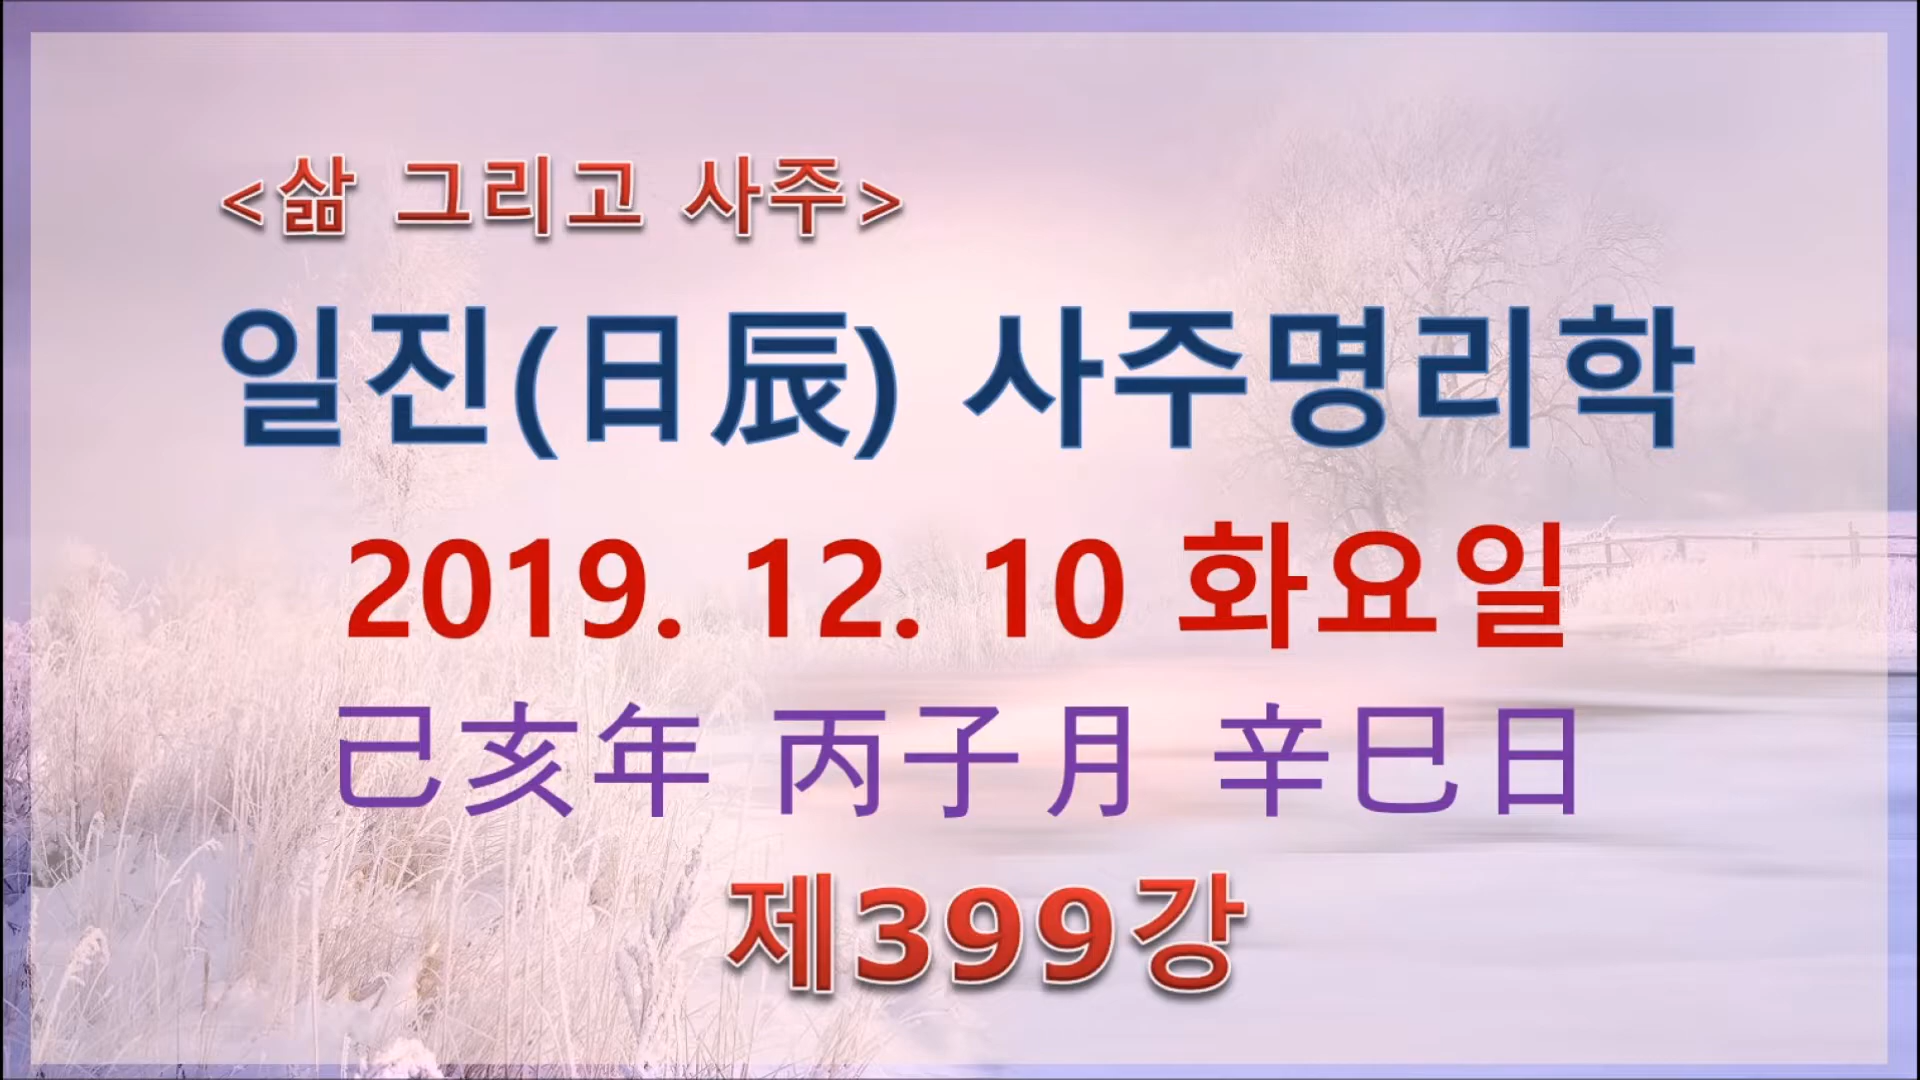 <삶 그리고 사주>
일진(日辰) 사주명리학
2019. 12. 10 화요일
己亥年 丙子月 辛巳日
제399강